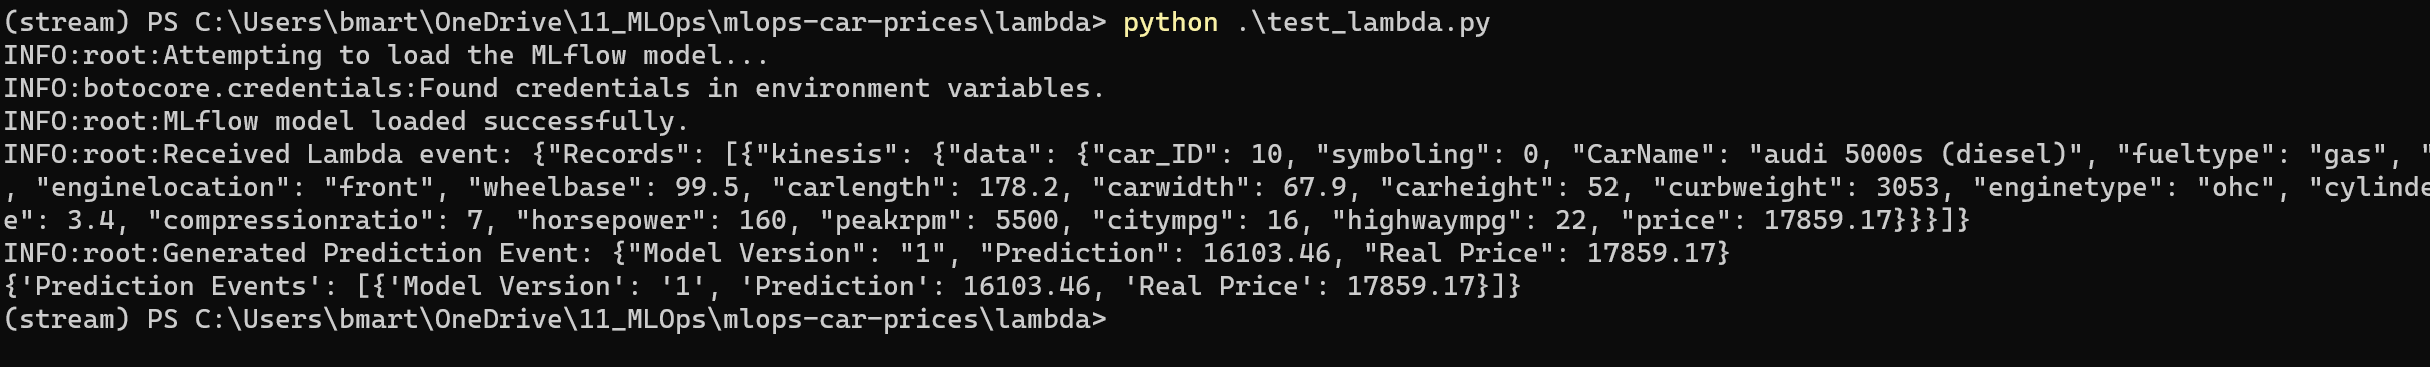 (stream) PS C:\Users\bmart\OneDrive\11_MLOps\mlops-car-prices\lambda> python .\test_lambda.py
INFO:root:Attempting to load the MLflow model...
INFO:botocore.credentials:Found credentials in environment variables.
INFO:root:MLflow model loaded successfully.
INFO:root:Received Lambda event: {"Records": [{"kinesis": {"data": {"car_ID": 10, "symboling": 0, "CarName": "audi 5000s (diesel)", "fueltype": "gas", "
, "enginelocation": "front", "wheelbase": 99.5, "carlength": 178.2, "carwidth": 67.9, "carheight": 52, "curbweight": 3053, "enginetype": "ohc", "cylinde
e": 3.4, "compressionratio": 7, "horsepower": 160, "peakrpm": 5500, "citympg": 16, "highwaympg": 22, "price": 17859.17}}}]}
INFO:root:Generated Prediction Event: {"Model Version": "1", "Prediction": 16103.46, "Real Price": 17859.17}
{'Prediction Events': [{'Model Version': '1', 'Prediction': 16103.46, 'Real Price': 17859.17}]}
(stream) PS C:\Users\bmart\OneDrive\11_MLOps\mlops-car-prices\lambda>